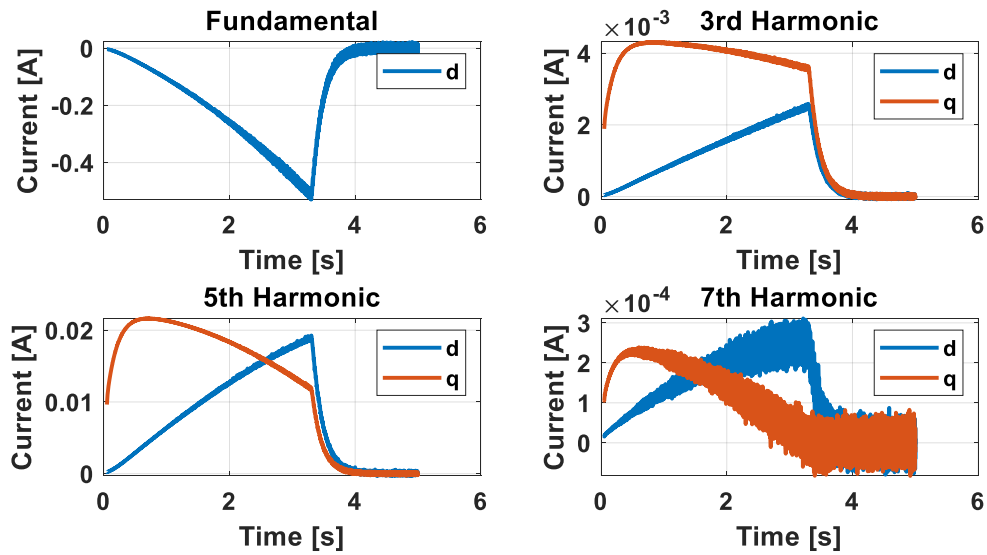 Fundamental
0
-0.2
-0.4
Current [A]
d
0 2 4 6
Time [s]
×10⁻³ 3rd Harmonic
4
2
0
Current [A]
d
q
0 2 4 6
Time [s]
5th Harmonic
0.02
0.01
0
Current [A]
d
q
0 2 4 6
Time [s]
×10⁻⁴ 7th Harmonic
3
2
1
0
Current [A]
d
q
0 2 4 6
Time [s]